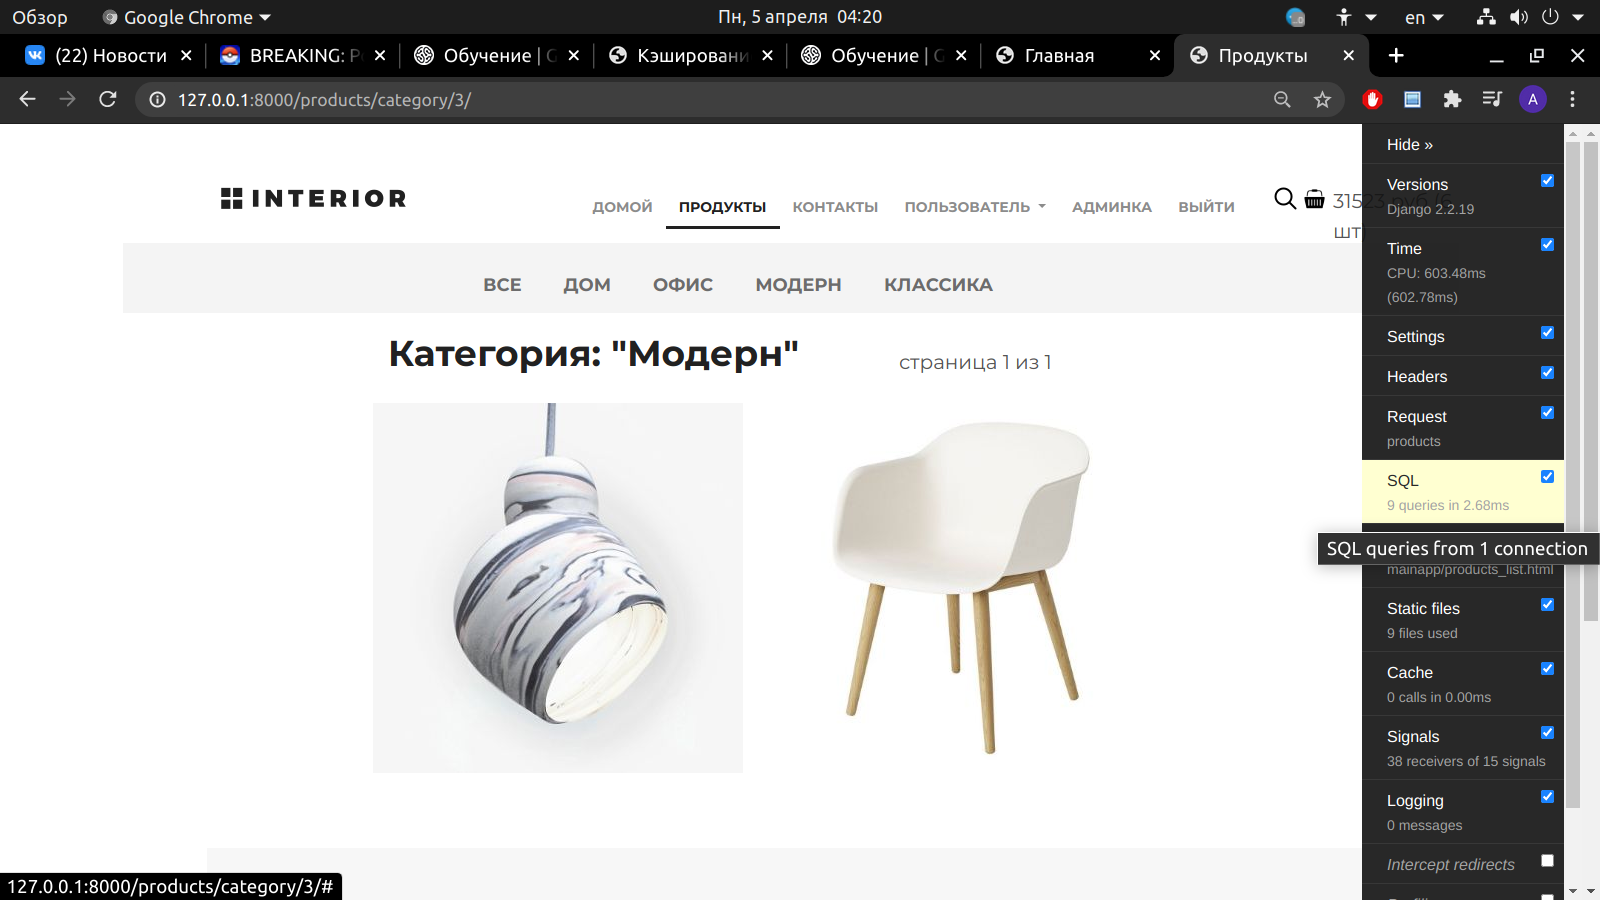 Обзор
Google Chrome
Пн, 5 апреля 04:20
en
(22) Новости
BREAKING: P
Обучение | G
Кэшировани
Обучение | G
Главная
Продукты
127.0.0.1:8000/products/category/3/
A
INTERIOR
ДОМОЙ
ПРОДУКТЫ
КОНТАКТЫ
ПОЛЬЗОВАТЕЛЬ
АДМИНКА
ВЫЙТИ
31523 руб (6
шт)
ВСЕ
ДОМ
ОФИС
МОДЕРН
КЛАССИКА
Категория: "Модерн"
страница 1 из 1
Hide »
Versions
Django 2.2.19
Time
CPU: 603.48ms
(602.78ms)
Settings
Headers
Request
products
SQL
9 queries in 2.68ms
SQL queries from 1 connection
mainapp/products_list.html
Static files
9 files used
Cache
0 calls in 0.00ms
Signals
38 receivers of 15 signals
Logging
0 messages
Intercept redirects
127.0.0.1:8000/products/category/3/#